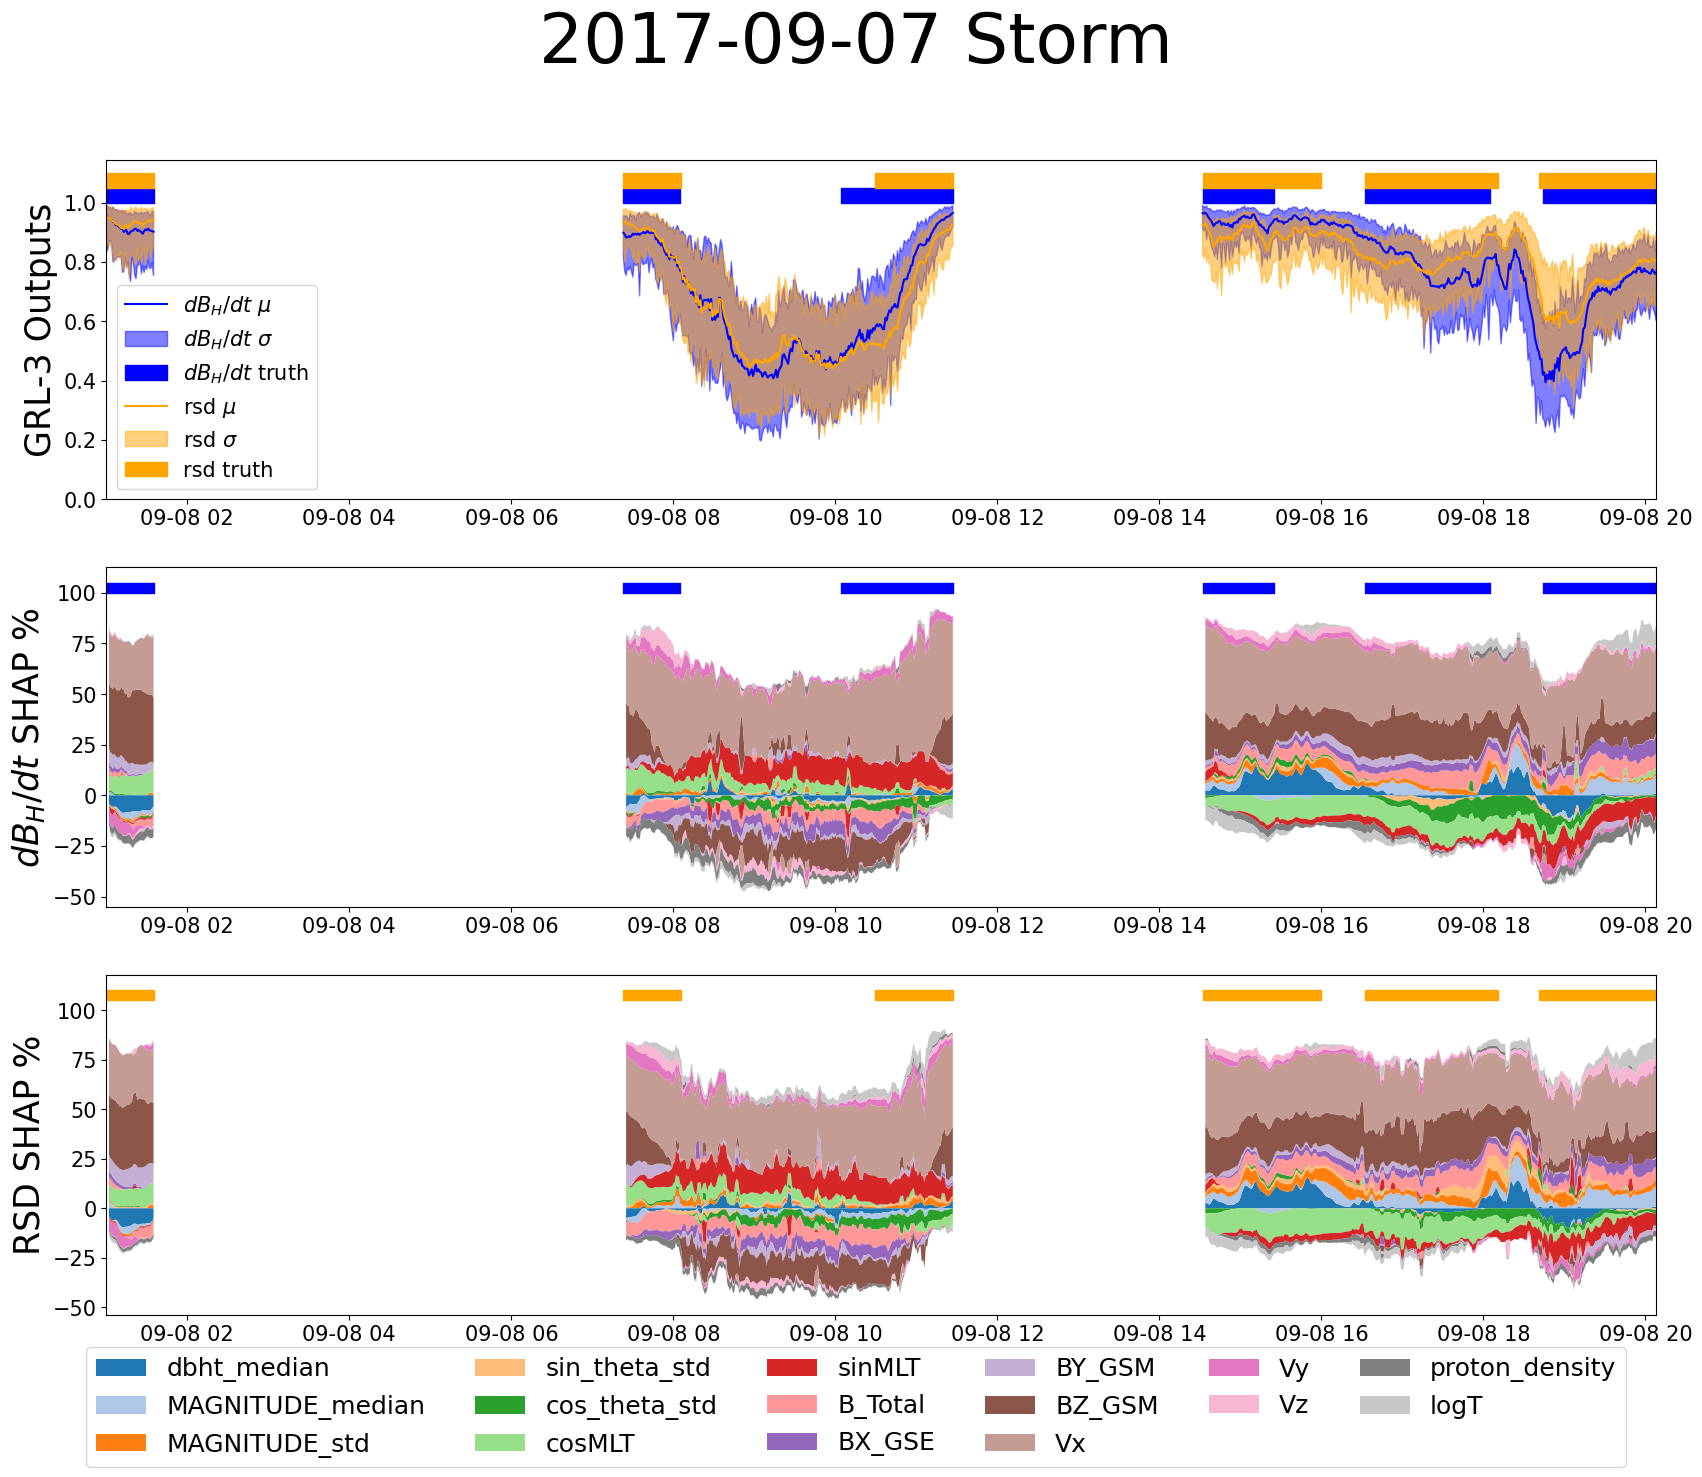 2017-09-07 Storm
GRL-3 Outputs
1.0
0.8
0.6
0.4
0.2
0.0
dB_H/dt μ
dB_H/dt σ
dB_H/dt truth
rsd μ
rsd σ
rsd truth
09-08 02 09-08 04 09-08 06 09-08 08 09-08 10 09-08 12 09-08 14 09-08 16 09-08 18 09-08 20
dB_H/dt SHAP %
100
75
50
25
0
−25
−50
09-08 02 09-08 04 09-08 06 09-08 08 09-08 10 09-08 12 09-08 14 09-08 16 09-08 18 09-08 20
RSD SHAP %
100
75
50
25
0
−25
−50
09-08 02 09-08 04 09-08 06 09-08 08 09-08 10 09-08 12 09-08 14 09-08 16 09-08 18 09-08 20
dbht_median sin_theta_std sinMLT BY_GSM Vy proton_density
MAGNITUDE_median cos_theta_std B_Total BZ_GSM Vz logT
MAGNITUDE_std cosMLT BX_GSE Vx